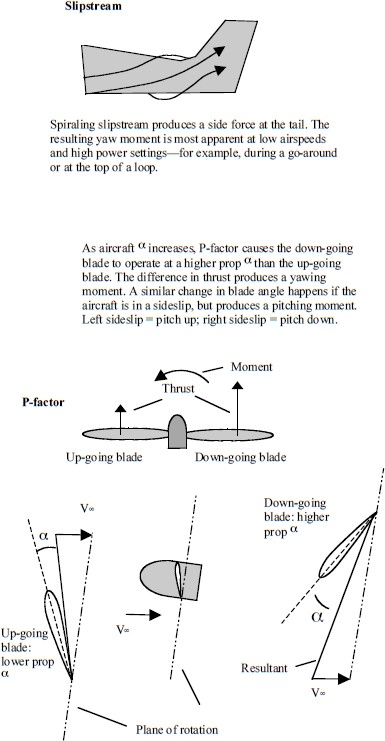 Slipstream
Spiraling slipstream produces a side force at the tail. The
resulting yaw moment is most apparent at low airspeeds
and high power settings—for example, during a go-around
or at the top of a loop.
As aircraft α increases, P-factor causes the down-going
blade to operate at a higher prop α than the up-going
blade. The difference in thrust produces a yawing
moment. A similar change in blade angle happens if the
aircraft is in a sideslip, but produces a pitching moment.
Left sideslip = pitch up; right sideslip = pitch down.
Moment
Thrust
P-factor
Up-going blade
Down-going blade
V∞
α
Up-going
blade:
lower prop
α
V∞
Plane of rotation
Down-going
blade: higher
prop α
α
Resultant
V∞